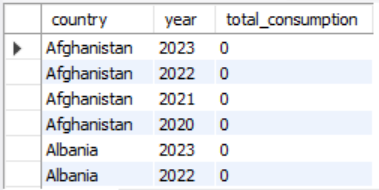 country year total_consumption
Afghanistan 2023 0
Afghanistan 2022 0
Afghanistan 2021 0
Afghanistan 2020 0
Albania 2023 0
Albania 2022 0